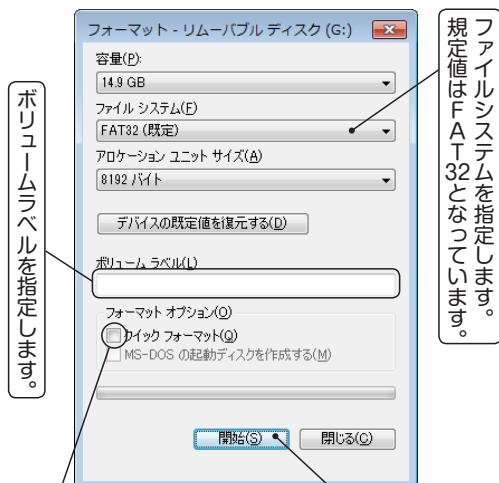 フォーマット - リムーバブル ディスク (G:)
容量(P):
14.9 GB
ファイル システム(F)
FAT32 (既定)
アロケーション ユニット サイズ(A)
8192 バイト
デバイスの既定値を復元する(D)
ボリューム ラベル(L)
フォーマット オプション(O)
クイック フォーマット(Q)
MS-DOS の起動ディスクを作成する(M)
開始(S)
閉じる(C)
ファイルシステムを指定します。
規定値はFAT32となっています。
ボリュームラベルを指定します。